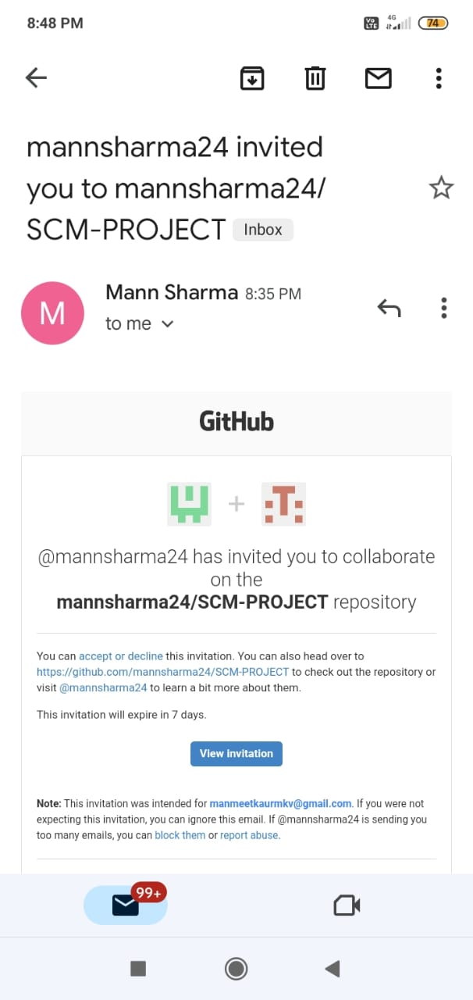 8:48 PM
Vo LTE 4G 74
mannsharma24 invited
you to mannsharma24/
SCM-PROJECT Inbox
M
Mann Sharma 8:35 PM
to me
GitHub
@mannsharma24 has invited you to collaborate
on the
mannsharma24/SCM-PROJECT repository
You can accept or decline this invitation. You can also head over to
https://github.com/mannsharma24/SCM-PROJECT to check out the repository or
visit @mannsharma24 to learn a bit more about them.
This invitation will expire in 7 days.
View invitation
Note: This invitation was intended for manmeetkaurmkv@gmail.com. If you were not
expecting this invitation, you can ignore this email. If @mannsharma24 is sending you
too many emails, you can block them or report abuse.
99+